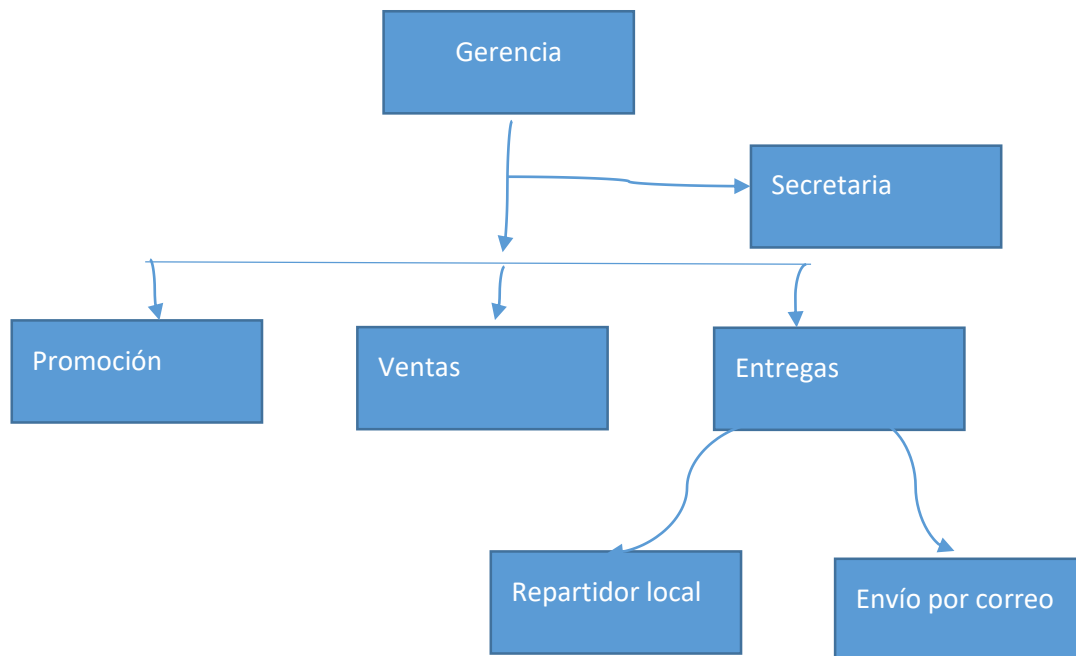 Gerencia
Secretaria
Promoción
Ventas
Entregas
Repartidor local
Envío por correo